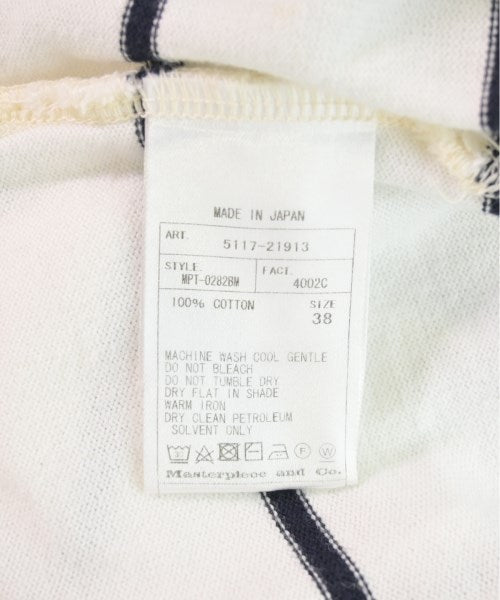 MADE IN JAPAN
ART. 5117-21913
STYLE. FACT.
MPT-0282BM 4002C
100% COTTON SIZE
38
MACHINE WASH COOL GENTLE
DO NOT BLEACH
DO NOT TUMBLE DRY
DRY FLAT IN SHADE
WARM IRON
DRY CLEAN PETROLEUM
SOLVENT ONLY
F W
Masterpiece and Co.